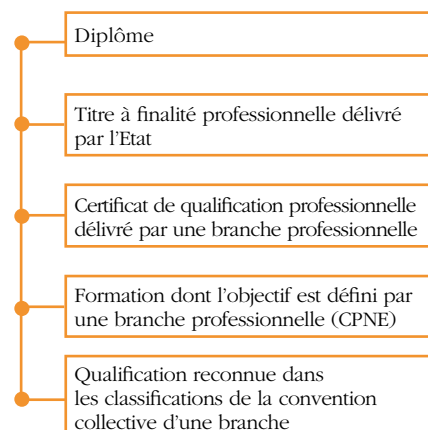 Diplôme
Titre à finalité professionnelle délivré
par l'Etat
Certificat de qualification professionnelle
délivré par une branche professionnelle
Formation dont l'objectif est défini par
une branche professionnelle (CPNE)
Qualification reconnue dans
les classifications de la convention
collective d'une branche